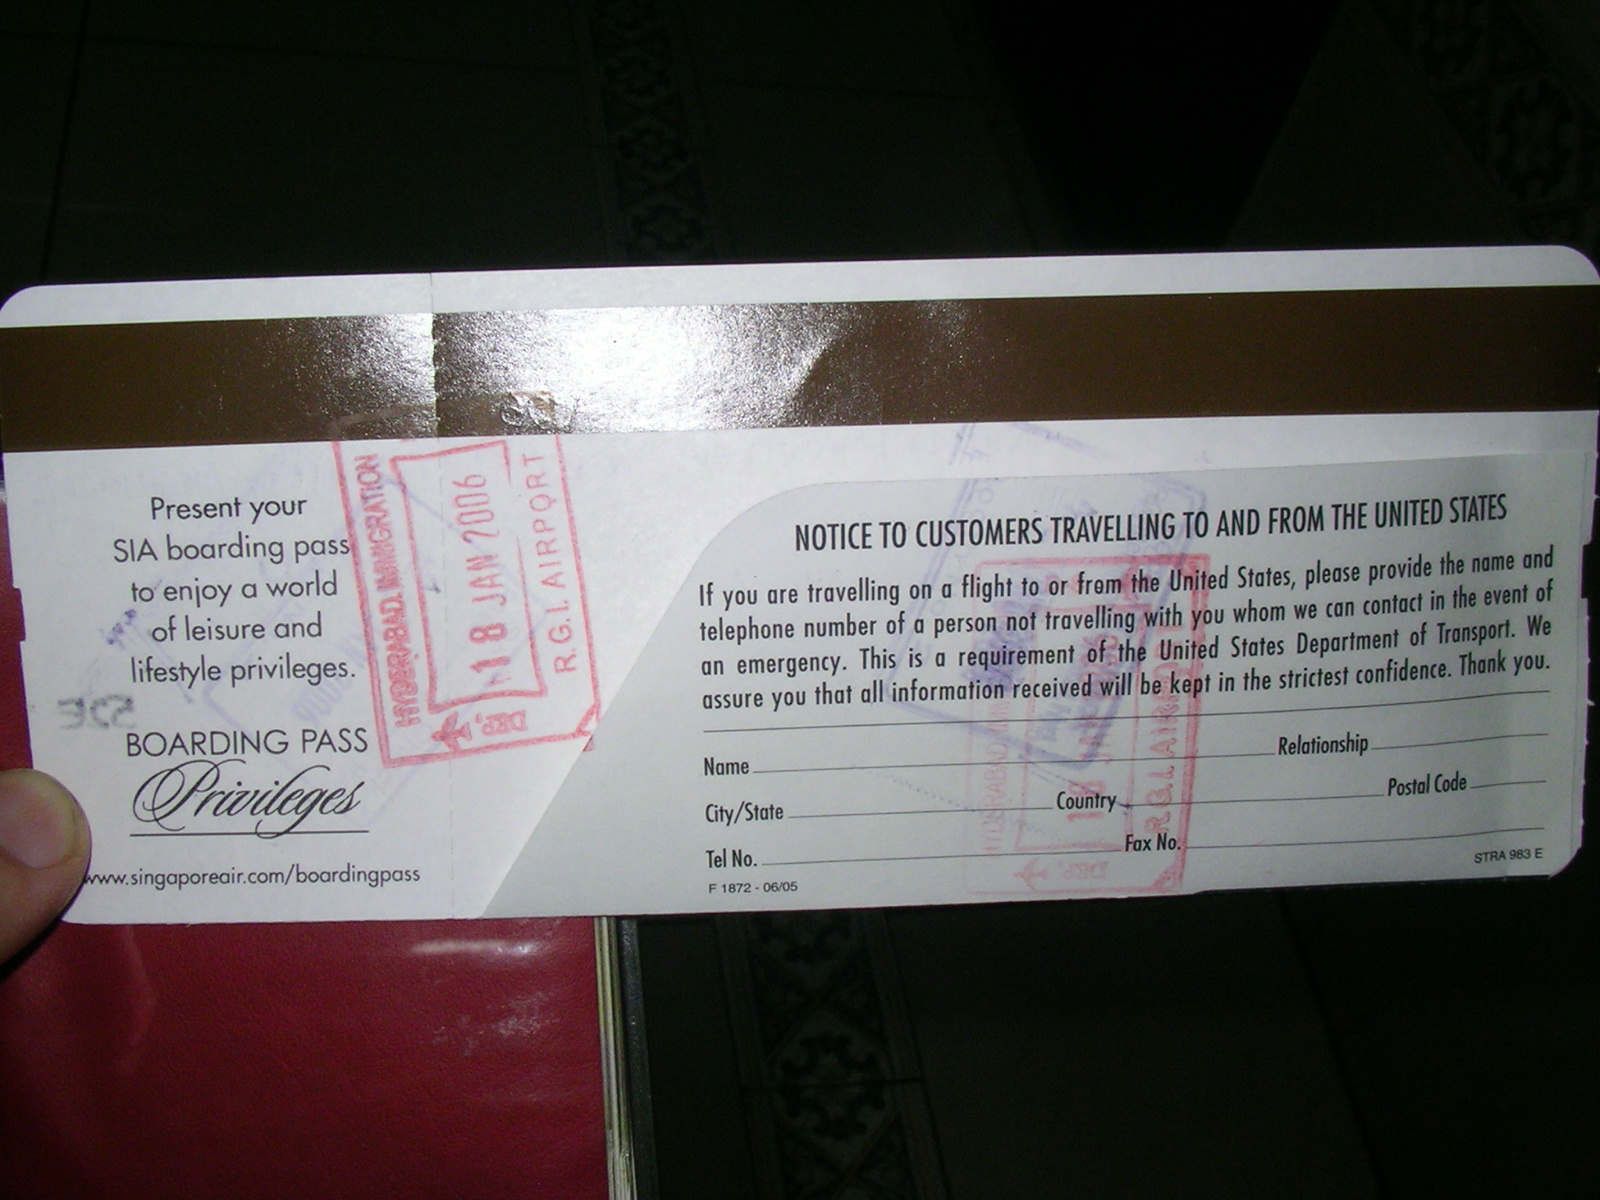 Present your
SIA boarding pass
to enjoy a world
of leisure and
lifestyle privileges.
BOARDING PASS
Privileges
www.singaporeair.com/boardingpass
HYDERABAD. IMMIGRATION
18 JAN 2006
R.G.I. AIRPORT
DEP.
NOTICE TO CUSTOMERS TRAVELLING TO AND FROM THE UNITED STATES
If you are travelling on a flight to or from the United States, please provide the name and
telephone number of a person not travelling with you whom we can contact in the event of
an emergency. This is a requirement of the United States Department of Transport. We
assure you that all information received will be kept in the strictest confidence. Thank you.
Name Relationship
City/State Country Postal Code
Tel No. Fax No.
F 1872 - 06/05
STRA 983 E
18 JAN
R.G.I. AIRPORT